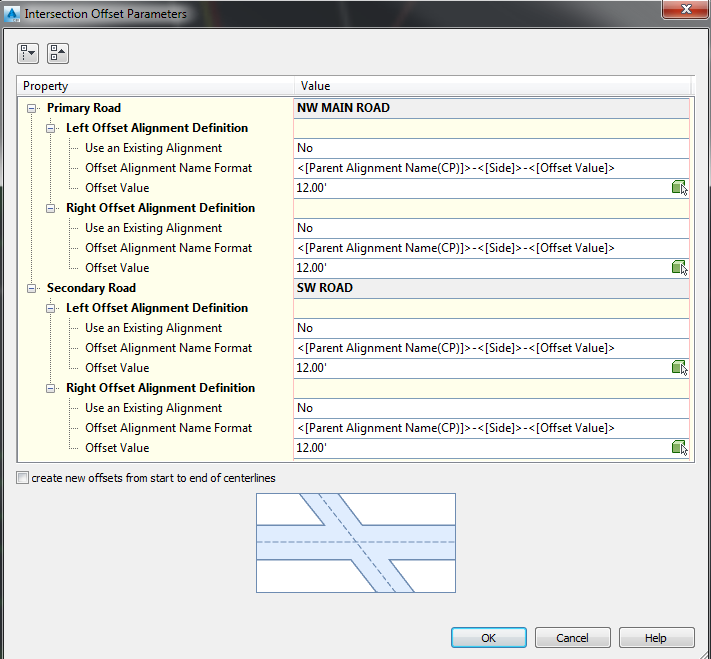 Intersection Offset Parameters
Property Value
Primary Road NW MAIN ROAD
Left Offset Alignment Definition
Use an Existing Alignment No
Offset Alignment Name Format <[Parent Alignment Name(CP)]>-<[Side]>-<[Offset Value]>
Offset Value 12.00'
Right Offset Alignment Definition
Use an Existing Alignment No
Offset Alignment Name Format <[Parent Alignment Name(CP)]>-<[Side]>-<[Offset Value]>
Offset Value 12.00'
Secondary Road SW ROAD
Left Offset Alignment Definition
Use an Existing Alignment No
Offset Alignment Name Format <[Parent Alignment Name(CP)]>-<[Side]>-<[Offset Value]>
Offset Value 12.00'
Right Offset Alignment Definition
Use an Existing Alignment No
Offset Alignment Name Format <[Parent Alignment Name(CP)]>-<[Side]>-<[Offset Value]>
Offset Value 12.00'
create new offsets from start to end of centerlines
OK Cancel Help